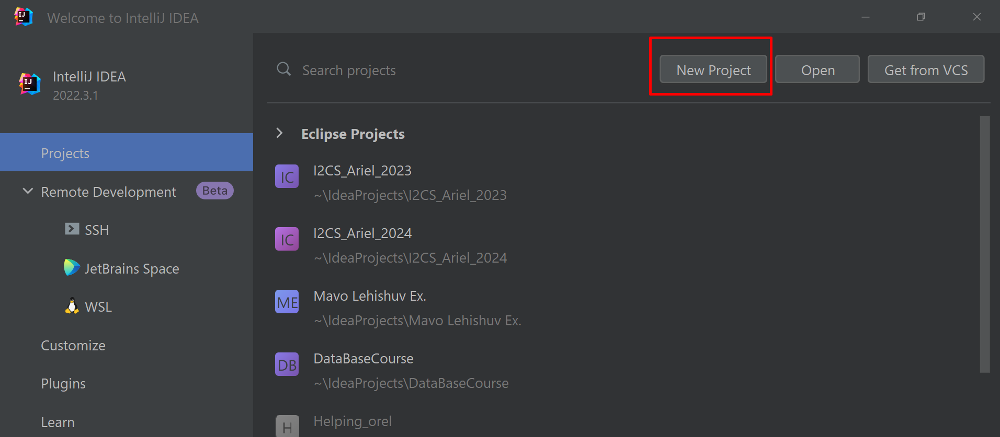 Welcome to IntelliJ IDEA
IntelliJ IDEA
2022.3.1
Projects
Remote Development Beta
SSH
JetBrains Space
WSL
Customize
Plugins
Learn
Search projects
New Project
Open
Get from VCS
Eclipse Projects
IC
I2CS_Ariel_2023
~\IdeaProjects\I2CS_Ariel_2023
IC
I2CS_Ariel_2024
~\IdeaProjects\I2CS_Ariel_2024
ME
Mavo Lehishuv Ex.
~\IdeaProjects\Mavo Lehishuv Ex.
DB
DataBaseCourse
~\IdeaProjects\DataBaseCourse
H
Helping_orel